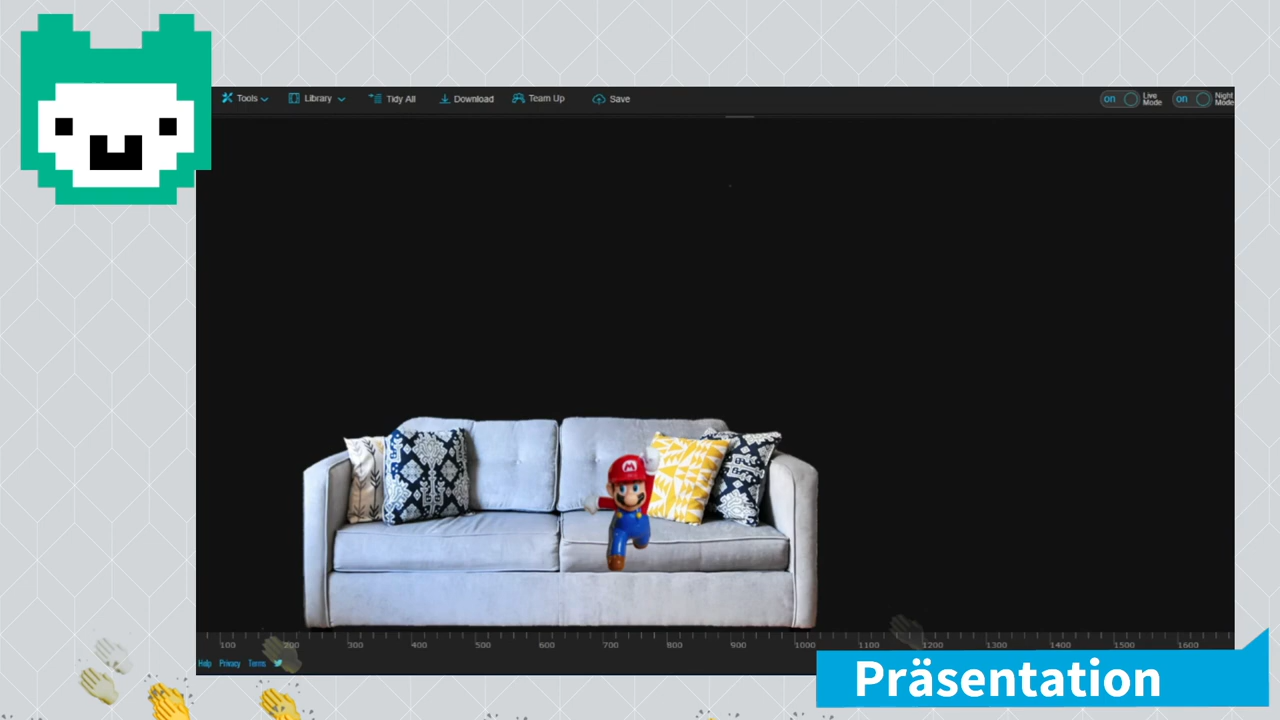 Tools Library Tidy All Download Team Up Save on Live Mode on Night Mode
M
100 200 300 400 500 600 700 800 900 1000 1100 1200 1300 1400 1500 1600
Help Privacy Terms
Präsentation